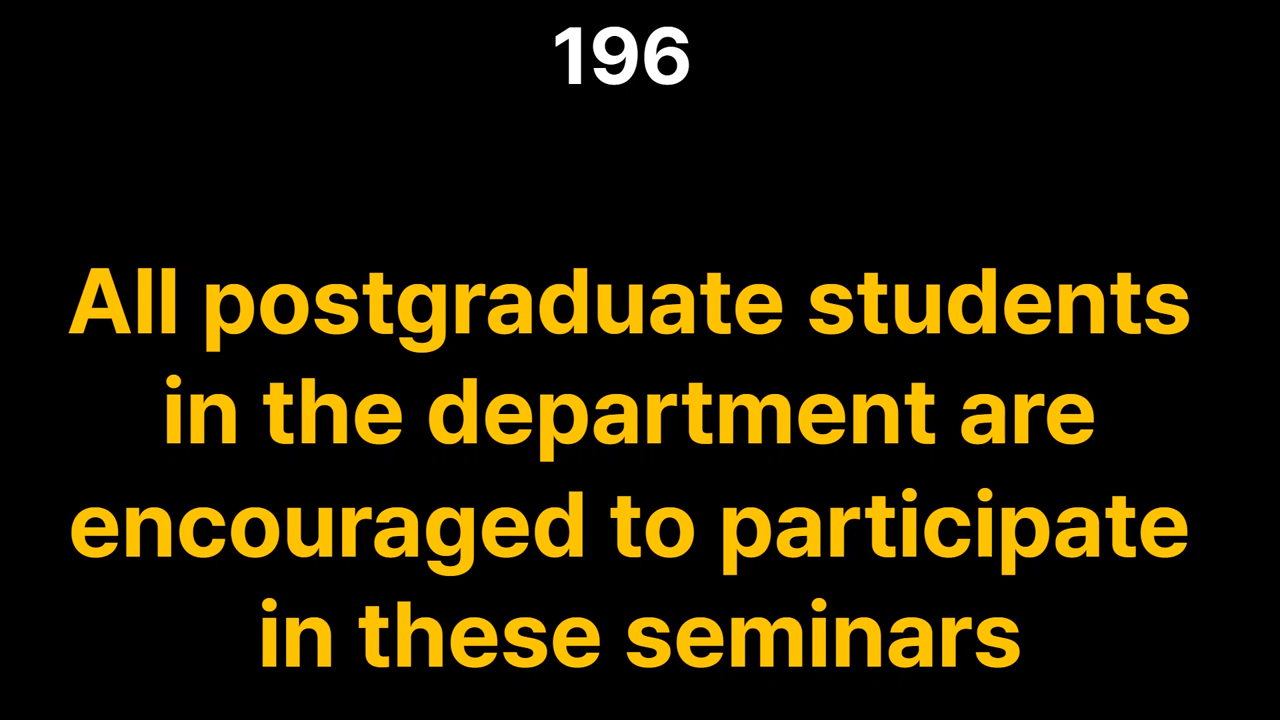 196
All postgraduate students
in the department are
encouraged to participate
in these seminars